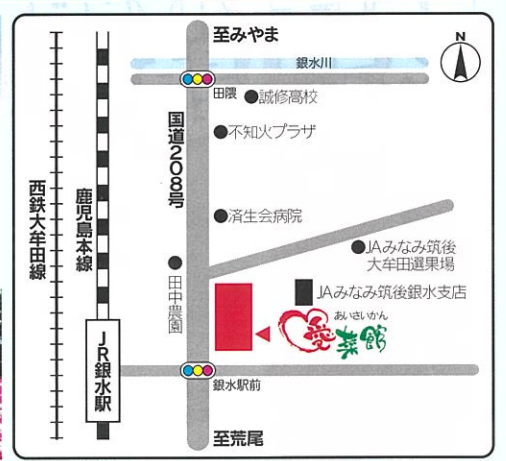 至みやま
N
銀水川
田隈
誠修高校
国道208号
不知火プラザ
西鉄大牟田線
鹿児島本線
済生会病院
田中農園
JAみなみ筑後
大牟田選果場
JAみなみ筑後銀水支店
あいさいかん
愛菜館
JR銀水駅
銀水駅前
至荒尾